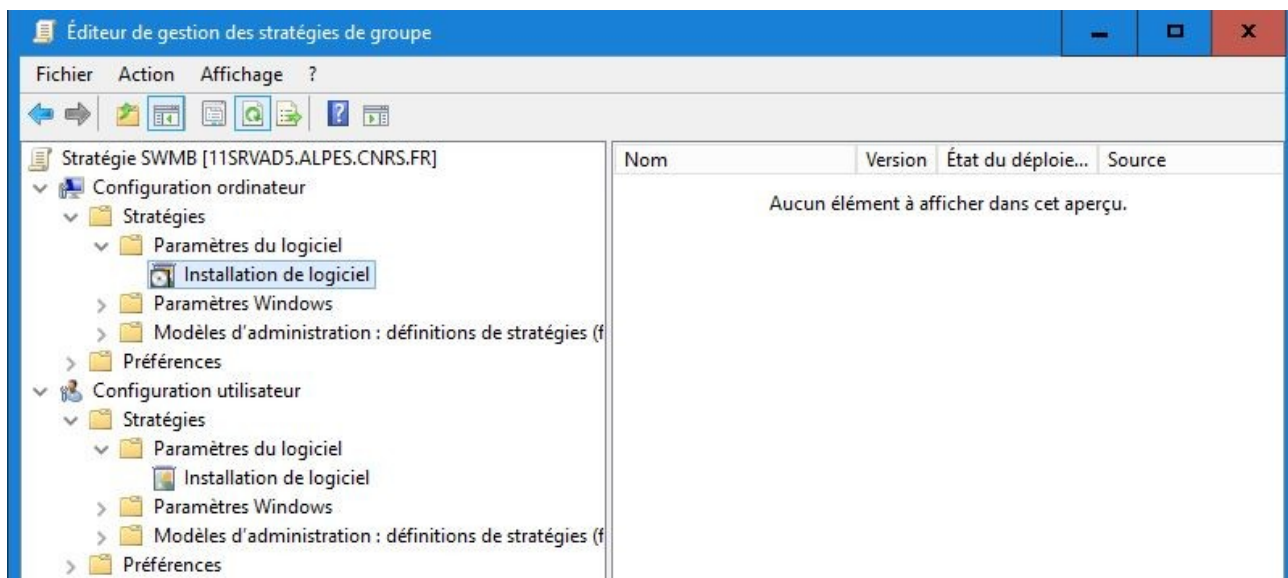 Éditeur de gestion des stratégies de groupe
Fichier Action Affichage ?
Stratégie SWMB [11SRVAD5.ALPES.CNRS.FR]
Configuration ordinateur
Stratégies
Paramètres du logiciel
Installation de logiciel
Paramètres Windows
Modèles d'administration : définitions de stratégies (f
Préférences
Configuration utilisateur
Stratégies
Paramètres du logiciel
Installation de logiciel
Paramètres Windows
Modèles d'administration : définitions de stratégies (f
Préférences
Nom Version État du déploie... Source
Aucun élément à afficher dans cet aperçu.